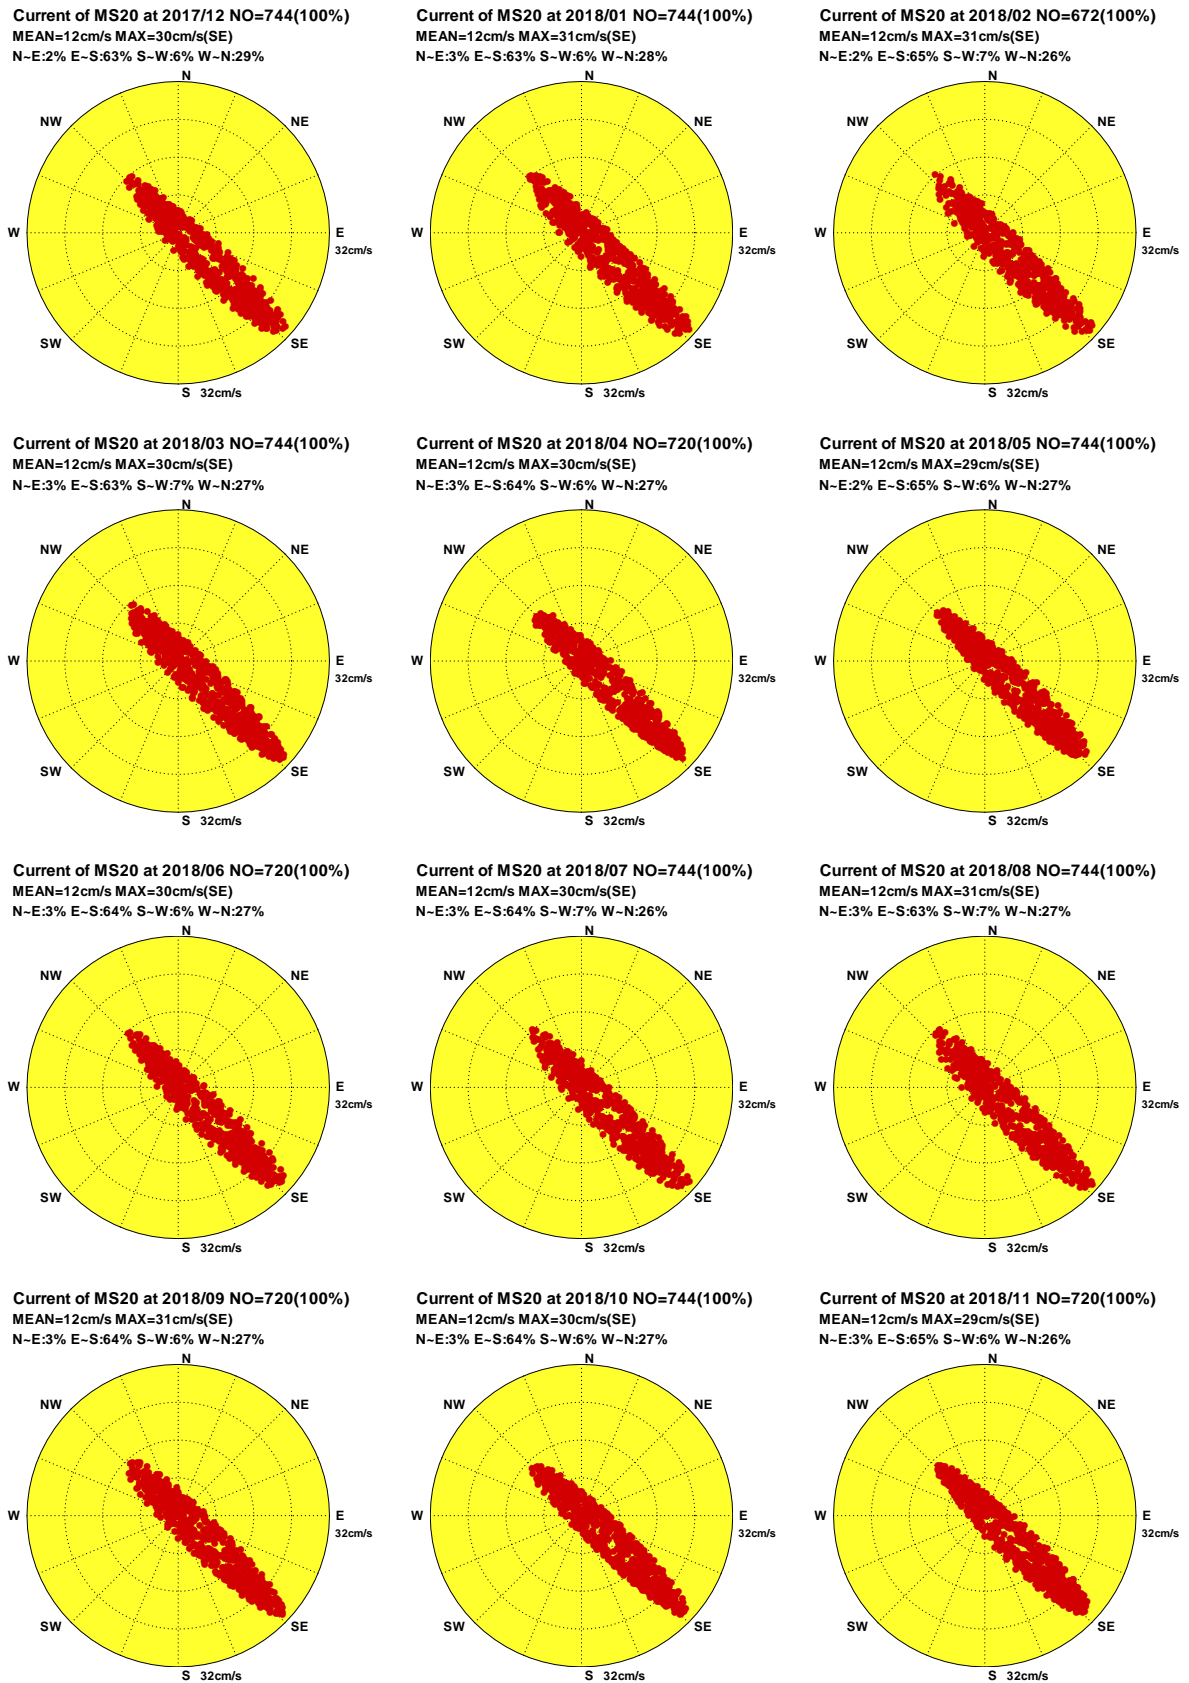 Current of MS20 at 2017/12 NO=744(100%)
MEAN=12cm/s MAX=30cm/s(SE)
N~E:2% E~S:63% S~W:6% W~N:29%
N
NW
NE
W
E
32cm/s
SW
SE
S 32cm/s
Current of MS20 at 2018/01 NO=744(100%)
MEAN=12cm/s MAX=31cm/s(SE)
N~E:3% E~S:63% S~W:6% W~N:28%
N
NW
NE
W
E
32cm/s
SW
SE
S 32cm/s
Current of MS20 at 2018/02 NO=672(100%)
MEAN=12cm/s MAX=31cm/s(SE)
N~E:2% E~S:65% S~W:7% W~N:26%
N
NW
NE
W
E
32cm/s
SW
SE
S 32cm/s
Current of MS20 at 2018/03 NO=744(100%)
MEAN=12cm/s MAX=30cm/s(SE)
N~E:3% E~S:63% S~W:7% W~N:27%
N
NW
NE
W
E
32cm/s
SW
SE
S 32cm/s
Current of MS20 at 2018/04 NO=720(100%)
MEAN=12cm/s MAX=30cm/s(SE)
N~E:3% E~S:64% S~W:6% W~N:27%
N
NW
NE
W
E
32cm/s
SW
SE
S 32cm/s
Current of MS20 at 2018/05 NO=744(100%)
MEAN=12cm/s MAX=29cm/s(SE)
N~E:2% E~S:65% S~W:6% W~N:27%
N
NW
NE
W
E
32cm/s
SW
SE
S 32cm/s
Current of MS20 at 2018/06 NO=720(100%)
MEAN=12cm/s MAX=30cm/s(SE)
N~E:3% E~S:64% S~W:6% W~N:27%
N
NW
NE
W
E
32cm/s
SW
SE
S 32cm/s
Current of MS20 at 2018/07 NO=744(100%)
MEAN=12cm/s MAX=30cm/s(SE)
N~E:3% E~S:64% S~W:7% W~N:26%
N
NW
NE
W
E
32cm/s
SW
SE
S 32cm/s
Current of MS20 at 2018/08 NO=744(100%)
MEAN=12cm/s MAX=31cm/s(SE)
N~E:3% E~S:63% S~W:7% W~N:27%
N
NW
NE
W
E
32cm/s
SW
SE
S 32cm/s
Current of MS20 at 2018/09 NO=720(100%)
MEAN=12cm/s MAX=31cm/s(SE)
N~E:3% E~S:64% S~W:6% W~N:27%
N
NW
NE
W
E
32cm/s
SW
SE
S 32cm/s
Current of MS20 at 2018/10 NO=744(100%)
MEAN=12cm/s MAX=30cm/s(SE)
N~E:3% E~S:64% S~W:6% W~N:27%
N
NW
NE
W
E
32cm/s
SW
SE
S 32cm/s
Current of MS20 at 2018/11 NO=720(100%)
MEAN=12cm/s MAX=29cm/s(SE)
N~E:3% E~S:65% S~W:6% W~N:26%
N
NW
NE
W
E
32cm/s
SW
SE
S 32cm/s